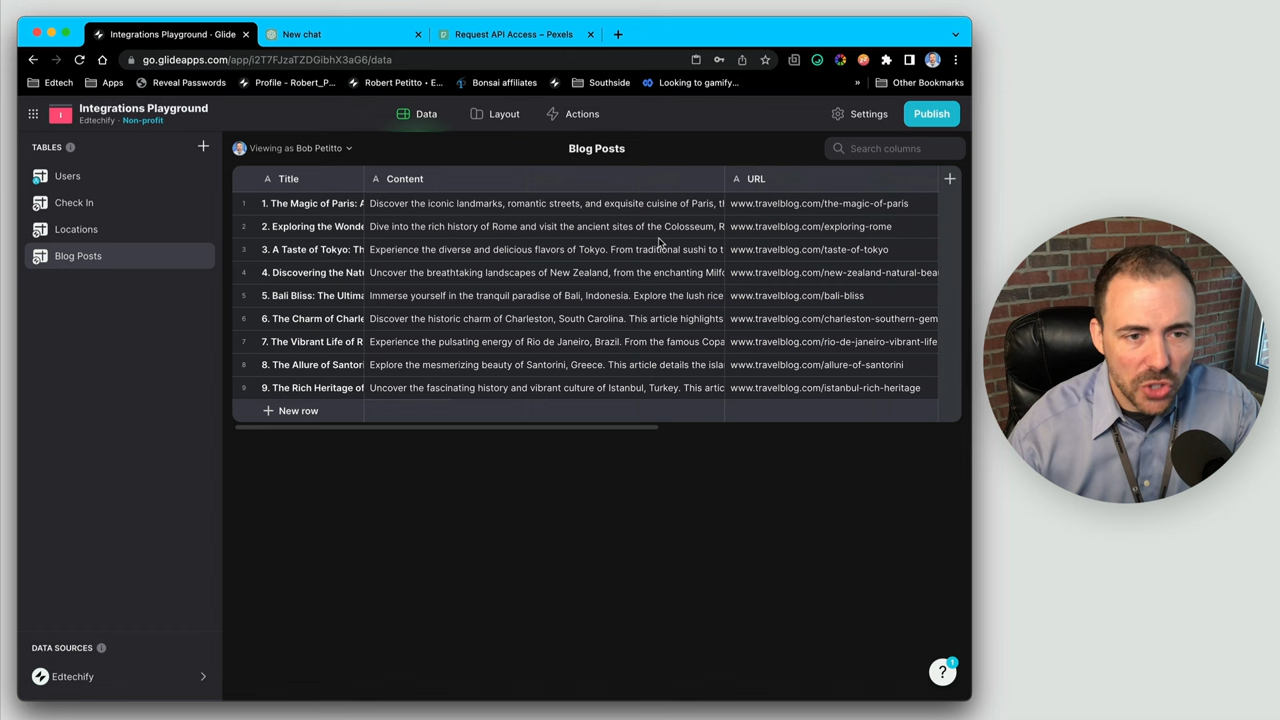 Integrations Playground · Glide
New chat
Request API Access – Pexels
go.glideapps.com/app/i2T7FJzaTZDGibhX3aG6/data
Edtech
Apps
Reveal Passwords
Profile - Robert_P...
Robert Petitto • E...
Bonsai affiliates
Southside
Looking to gamify...
»
Other Bookmarks
I
Integrations Playground
Edtechify · Non-profit
Data
Layout
Actions
Settings
Publish
TABLES
Users
Check In
Locations
Blog Posts
Viewing as Bob Petitto
Blog Posts
Search columns
A Title A Content A URL
1 1. The Magic of Paris: A Discover the iconic landmarks, romantic streets, and exquisite cuisine of Paris, th www.travelblog.com/the-magic-of-paris
2 2. Exploring the Wonde Dive into the rich history of Rome and visit the ancient sites of the Colosseum, R www.travelblog.com/exploring-rome
3 3. A Taste of Tokyo: Th Experience the diverse and delicious flavors of Tokyo. From traditional sushi to t www.travelblog.com/taste-of-tokyo
4 4. Discovering the Natu Uncover the breathtaking landscapes of New Zealand, from the enchanting Milfo www.travelblog.com/new-zealand-natural-beau
5 5. Bali Bliss: The Ultima Immerse yourself in the tranquil paradise of Bali, Indonesia. Explore the lush rice www.travelblog.com/bali-bliss
6 6. The Charm of Charle Discover the historic charm of Charleston, South Carolina. This article highlights www.travelblog.com/charleston-southern-gem
7 7. The Vibrant Life of R Experience the pulsating energy of Rio de Janeiro, Brazil. From the famous Copa www.travelblog.com/rio-de-janeiro-vibrant-life
8 8. The Allure of Santor Explore the mesmerizing beauty of Santorini, Greece. This article details the isla www.travelblog.com/allure-of-santorini
9 9. The Rich Heritage of Uncover the fascinating history and vibrant culture of Istanbul, Turkey. This artic www.travelblog.com/istanbul-rich-heritage
New row
DATA SOURCES
Edtechify
?
1